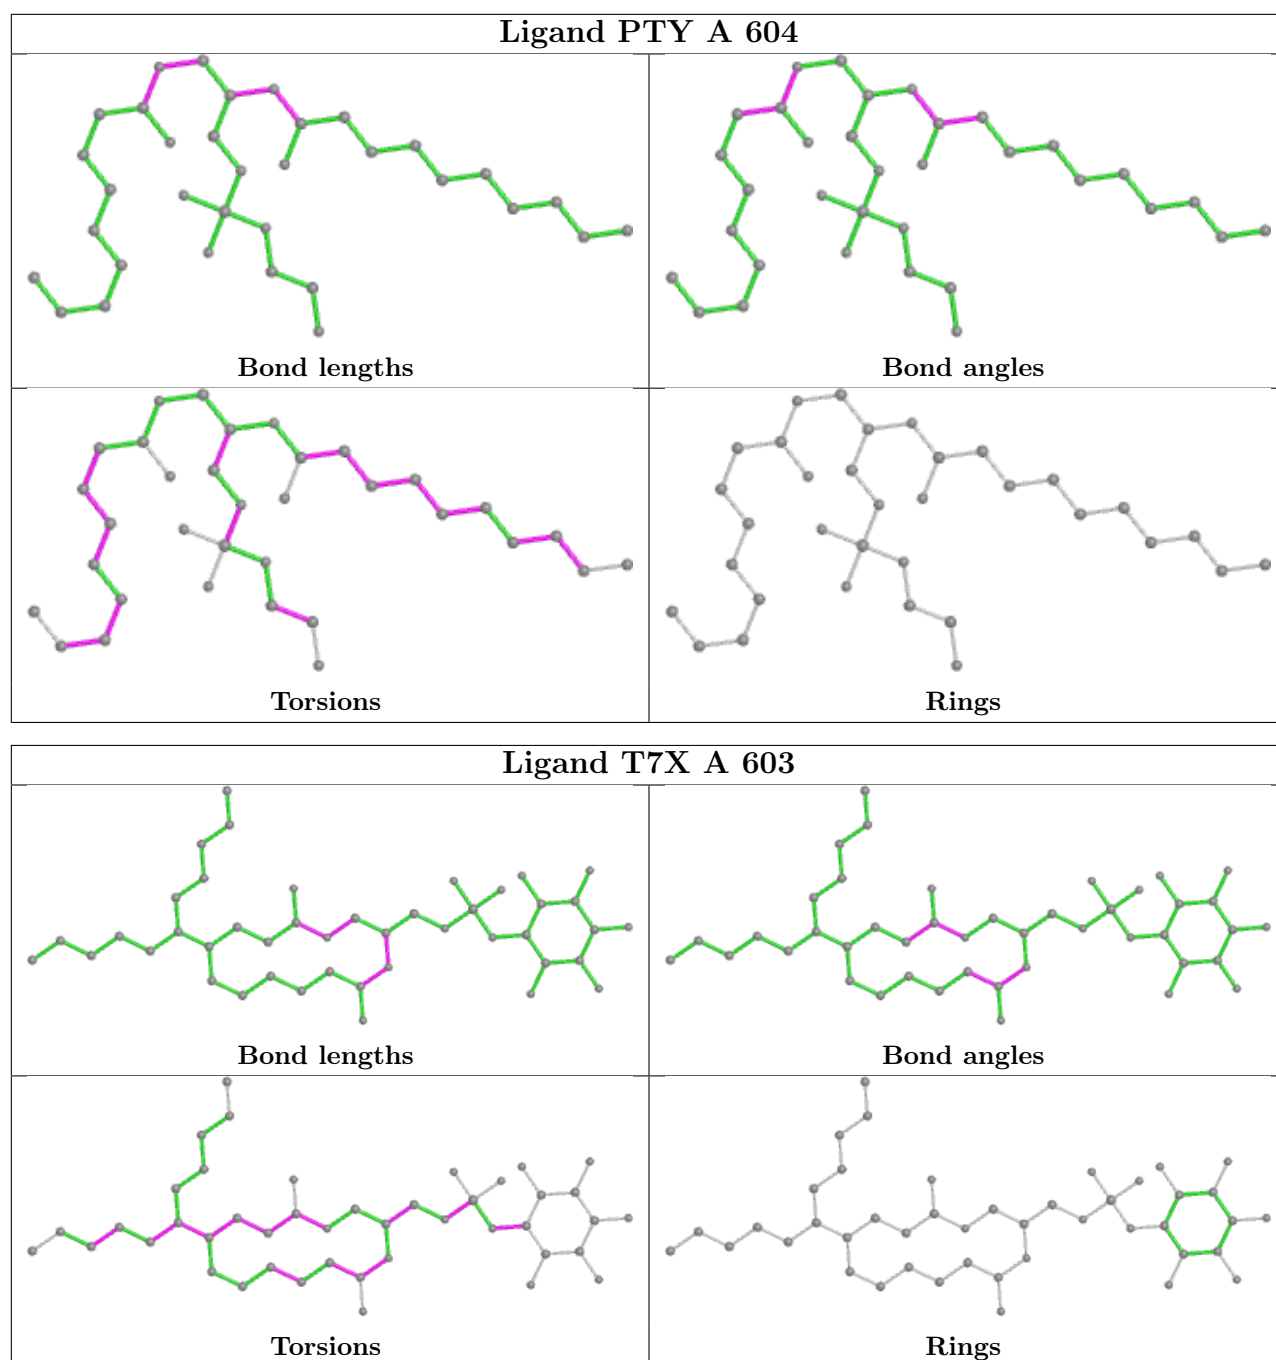 Ligand PTY A 604
Bond lengths
Bond angles
Torsions
Rings
Ligand T7X A 603
Bond lengths
Bond angles
Torsions
Rings